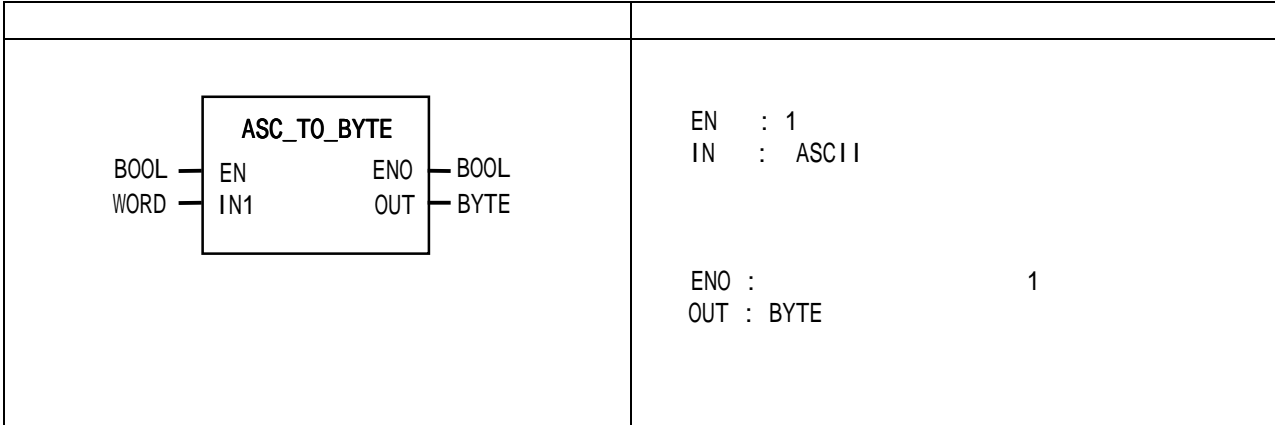 ASC_TO_BYTE
BOOL EN ENO BOOL
WORD IN1 OUT BYTE
EN : 1
IN : ASCII
ENO : 1
OUT : BYTE